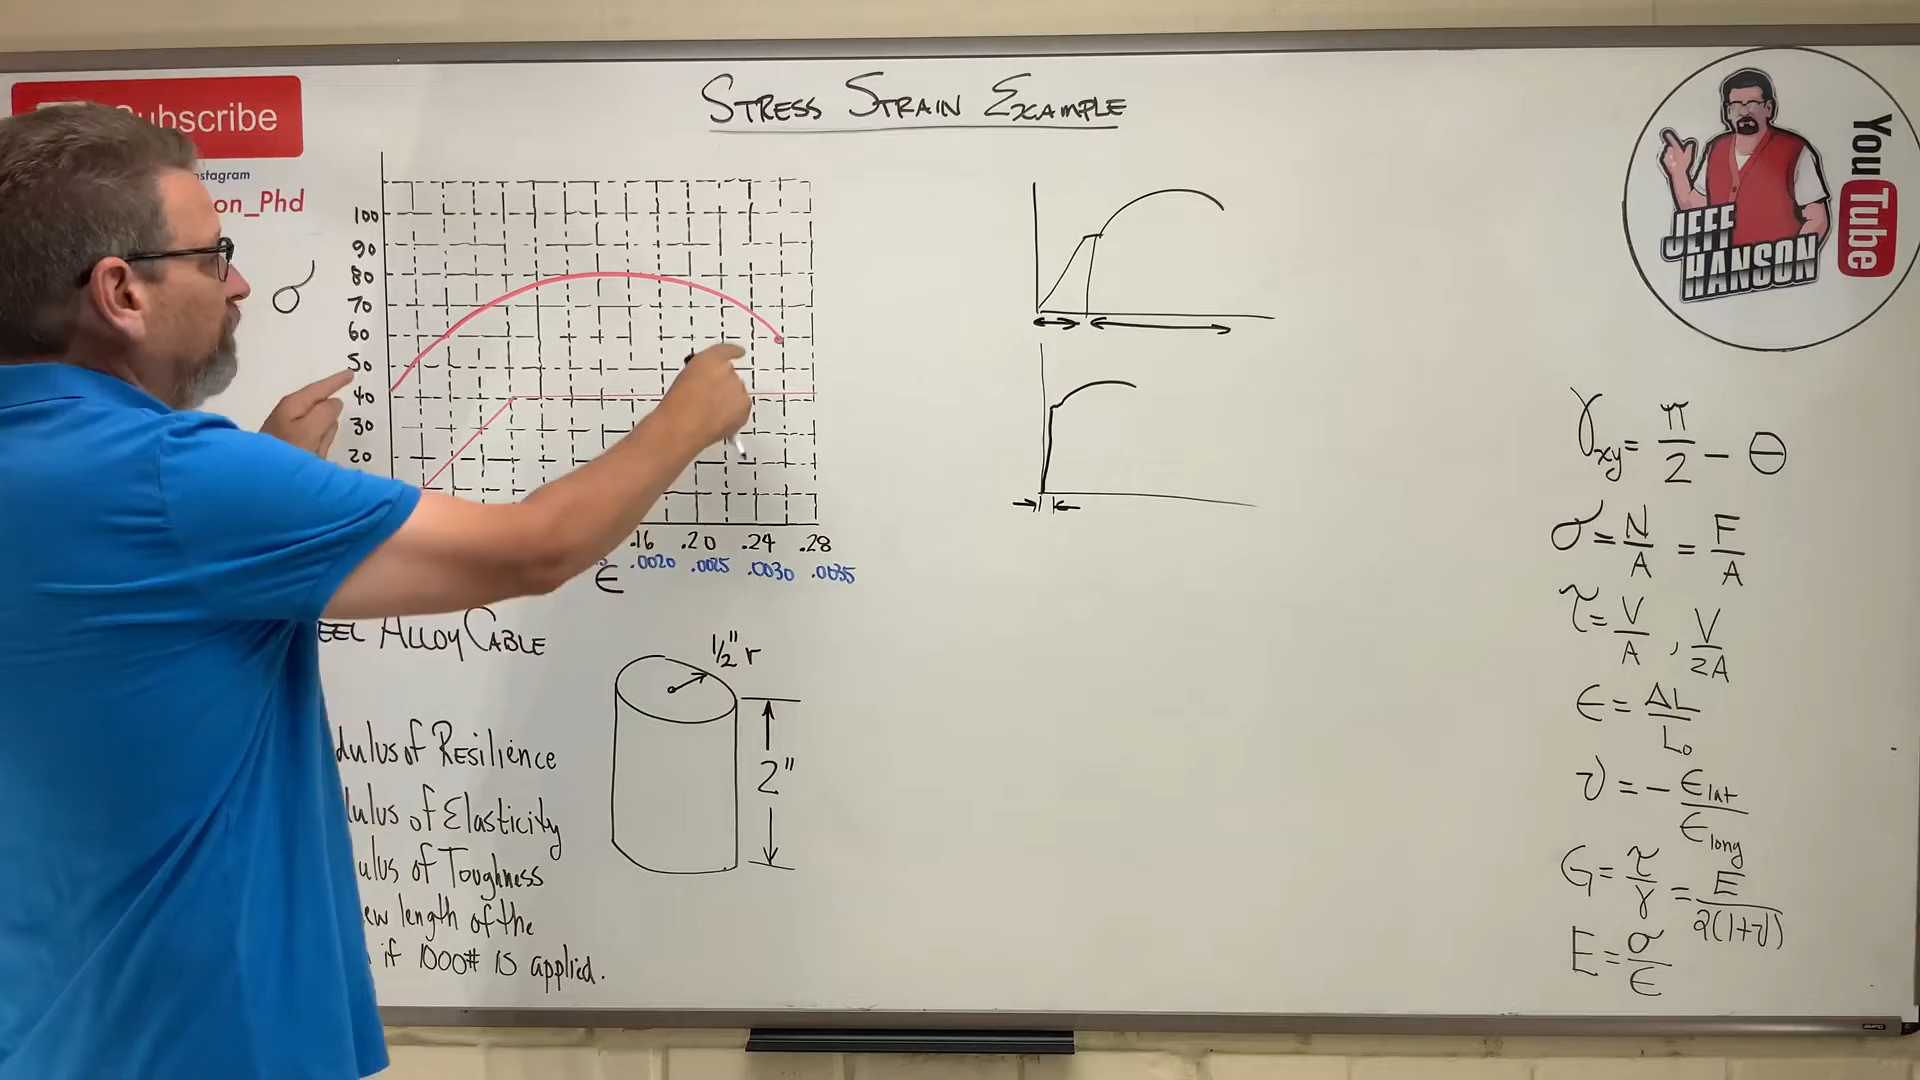 STRESS STRAIN EXAMPLE
ubscribe
nstagram
on_Phd
100
90
80
70
60
50
40
30
20
σ
.16 .20 .24 .28
.0020 .0025 .0030 .0035
ϵ
EEL ALLOY CABLE
dulus of Resilience
ulus of Elasticity
ulus of Toughness
ew length of the
if 1000# is applied.
1/2" r
2"
JEFF
HANSON
YouTube
γxy = π/2 - θ
σ = N/A = F/A
τ = V/A , V/2A
ϵ = ΔL/L₀
ν = - ϵlat/ϵlong
G = τ/γ = E/2(1+ν)
E = σ/ϵ